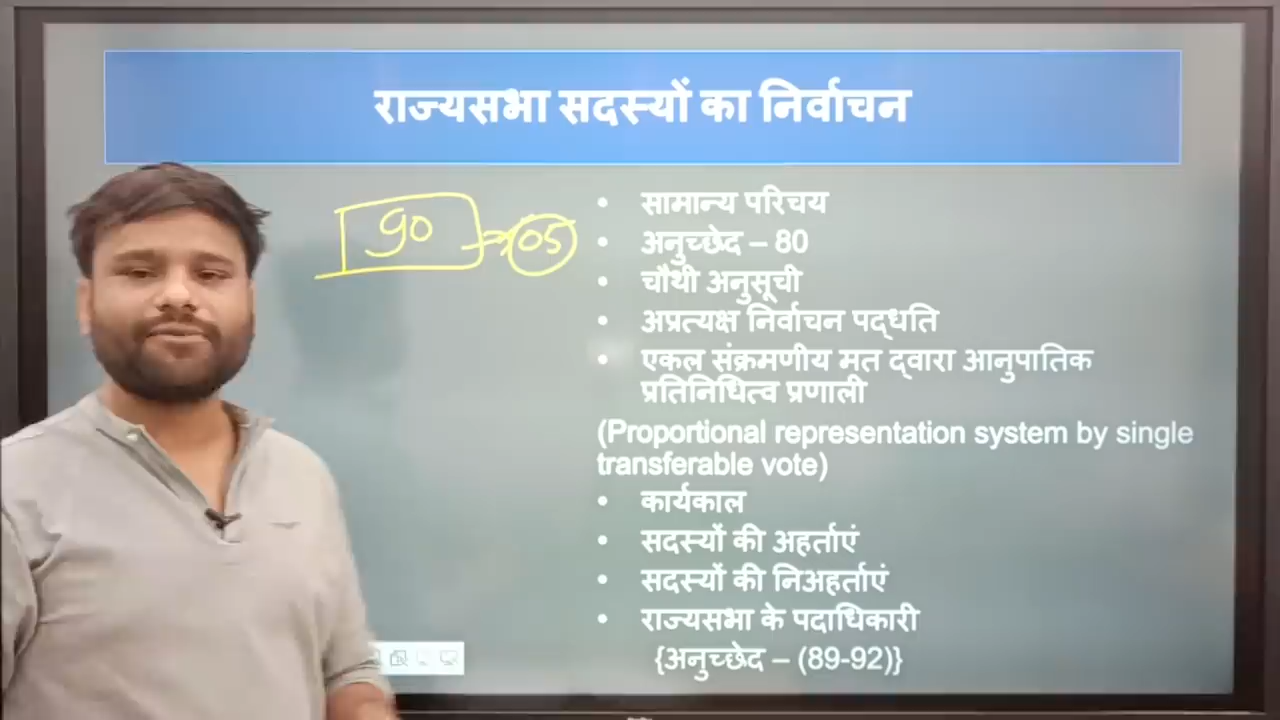 राज्यसभा सदस्यों का निर्वाचन
90 → 05
• सामान्य परिचय
• अनुच्छेद – 80
• चौथी अनुसूची
• अप्रत्यक्ष निर्वाचन पद्धति
• एकल संक्रमणीय मत द्वारा आनुपातिक
प्रतिनिधित्व प्रणाली
(Proportional representation system by single
transferable vote)
• कार्यकाल
• सदस्यों की अहर्ताएं
• सदस्यों की निअहर्ताएं
• राज्यसभा के पदाधिकारी
{अनुच्छेद – (89-92)}